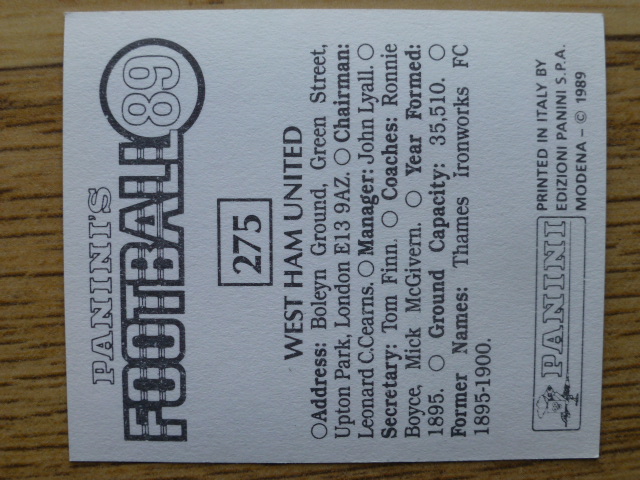 PANINI'S
FOOTBALL 89
275
WEST HAM UNITED
○Address: Boleyn Ground, Green Street,
Upton Park, London E13 9AZ. ○ Chairman:
Leonard C.Cearns. ○ Manager: John Lyall. ○
Secretary: Tom Finn. ○ Coaches: Ronnie
Boyce, Mick McGivern. ○ Year Formed:
1895. ○ Ground Capacity: 35,510. ○
Former Names: Thames Ironworks FC
1895-1900.
PANINI
PRINTED IN ITALY BY
EDIZIONI PANINI S.P.A.
MODENA - © 1989